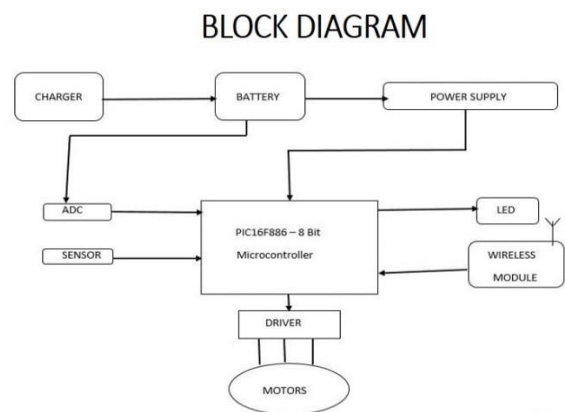 BLOCK DIAGRAM
CHARGER
BATTERY
POWER SUPPLY
ADC
SENSOR
PIC16F886 – 8 Bit
Microcontroller
LED
WIRELESS
MODULE
DRIVER
MOTORS